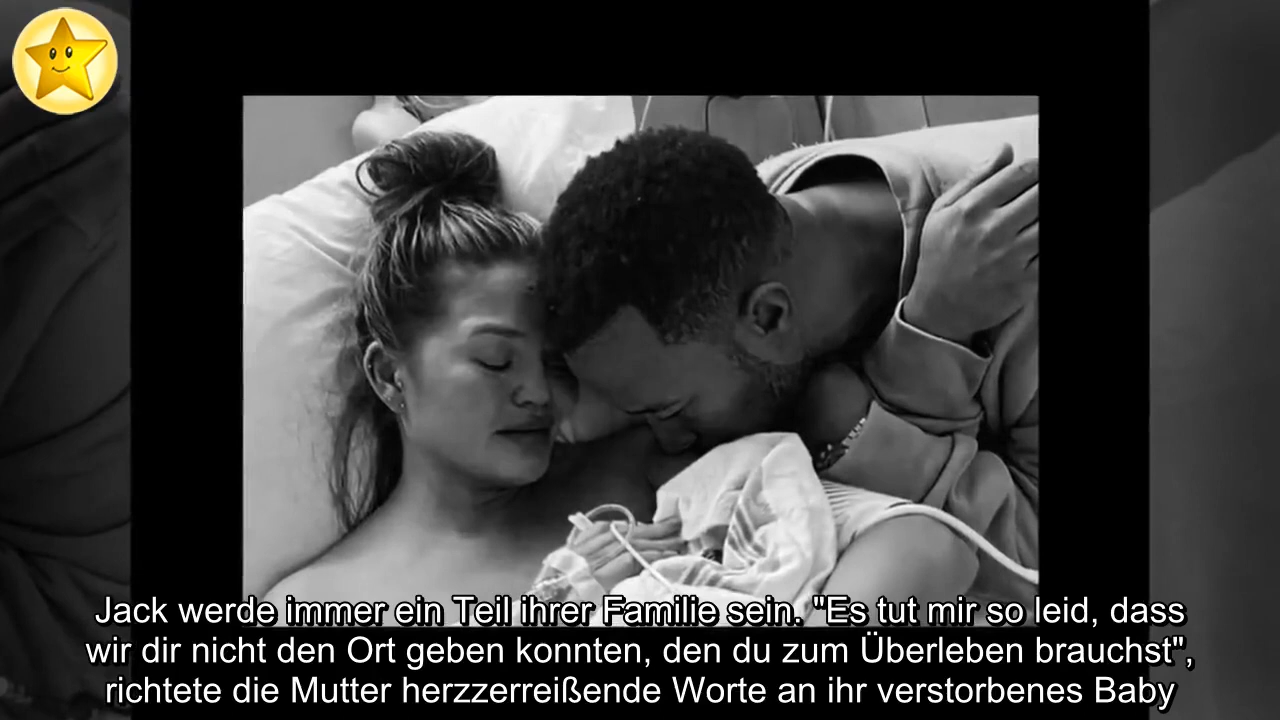 Jack werde immer ein Teil ihrer Familie sein. "Es tut mir so leid, dass
wir dir nicht den Ort geben konnten, den du zum Überleben brauchst",
richtete die Mutter herzzerreißende Worte an ihr verstorbenes Baby